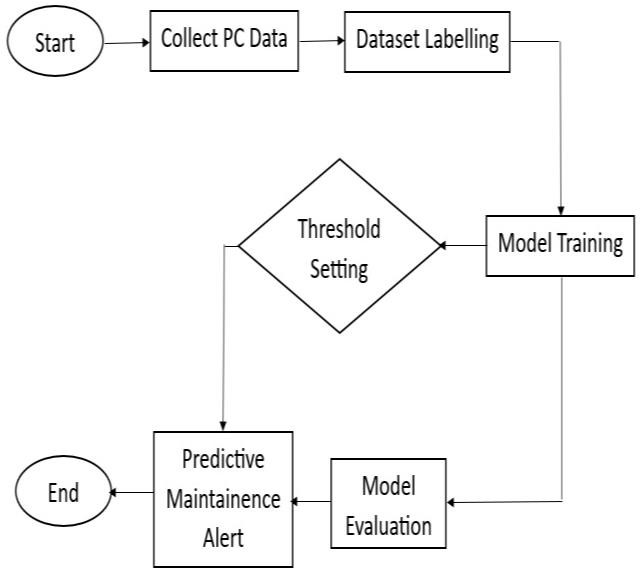 Start
Collect PC Data
Dataset Labelling
Threshold
Setting
Model Training
Predictive
Maintainence
Alert
Model
Evaluation
End